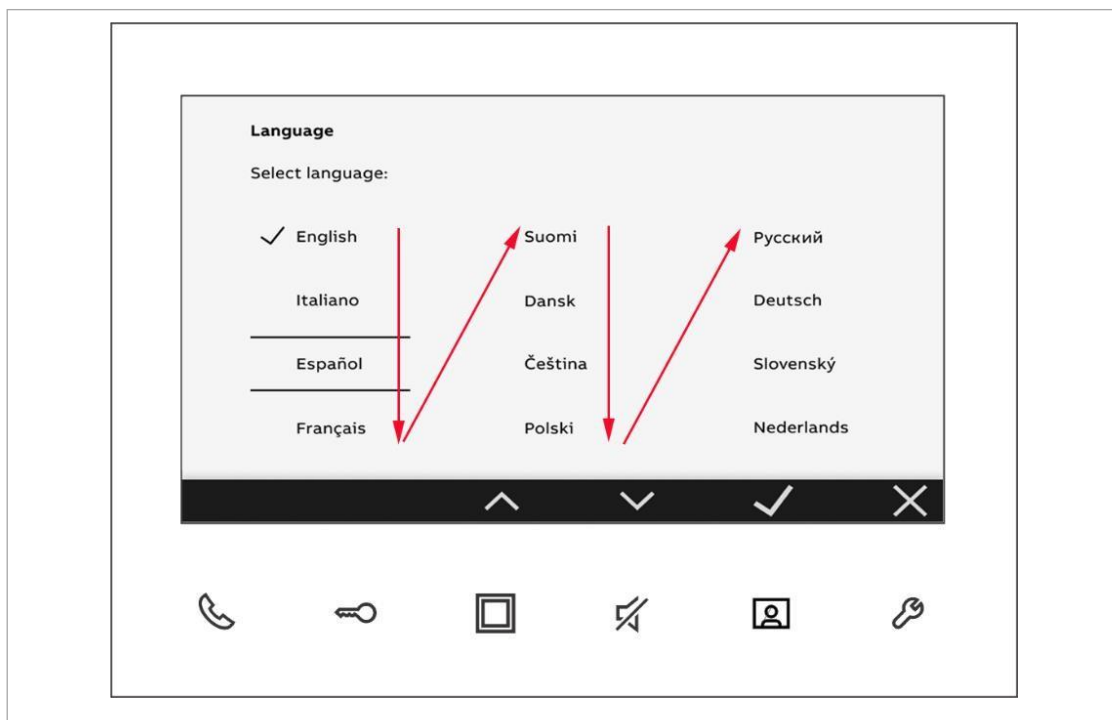 Language
Select language:
English
Italiano
Español
Français
Suomi
Dansk
Čeština
Polski
Русский
Deutsch
Slovenský
Nederlands